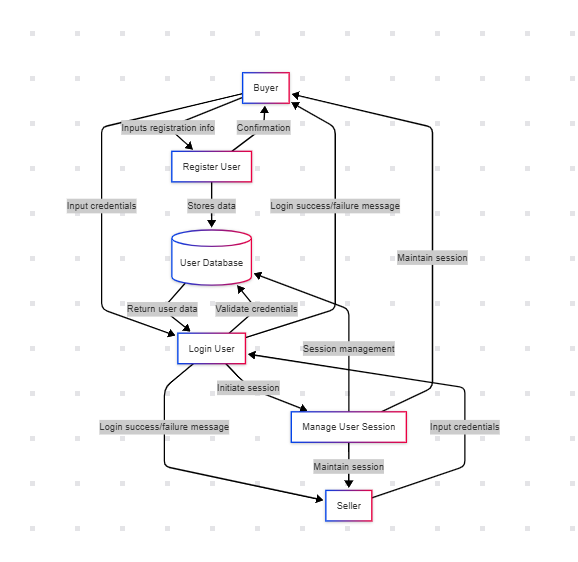 Buyer
Inputs registration info
Confirmation
Register User
Input credentials
Stores data
Login success/failure message
Maintain session
User Database
Return user data
Validate credentials
Login User
Session management
Initiate session
Login success/failure message
Manage User Session
Input credentials
Maintain session
Seller